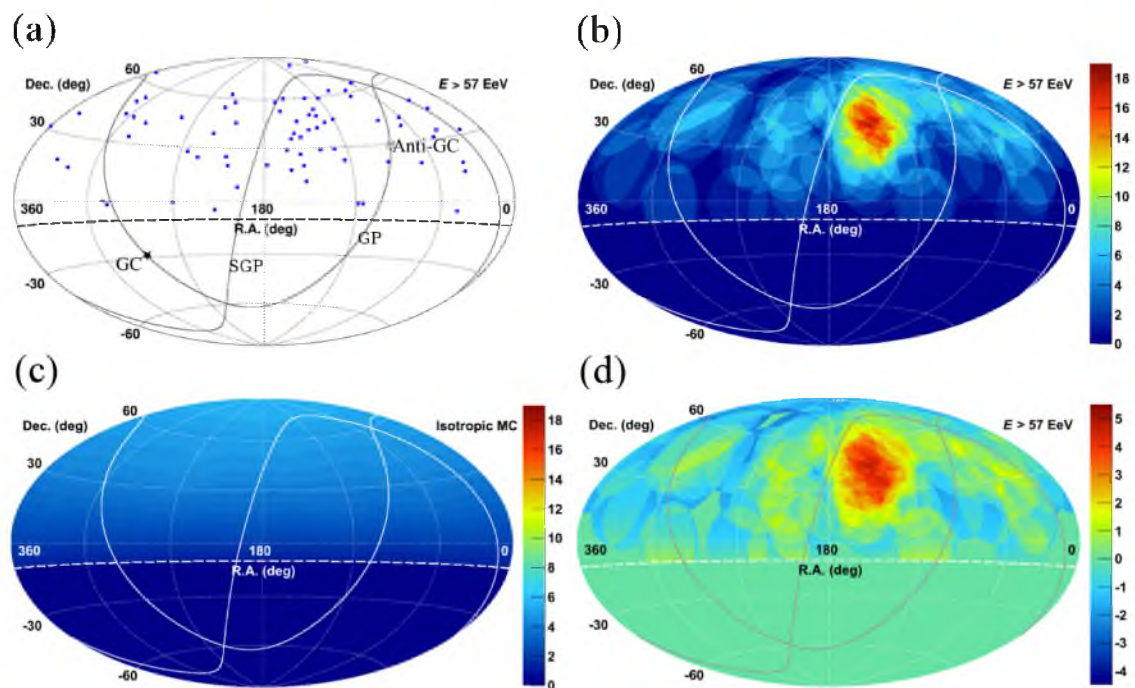 (a)
Dec. (deg)
60
E > 57 EeV
30
Anti-GC
360
180
0
R.A. (deg)
GP
GC
SGP
-30
-60
(b)
Dec. (deg)
60
E > 57 EeV
30
360
180
0
R.A. (deg)
-30
-60
18
16
14
12
10
8
6
4
2
0
(c)
Dec. (deg)
60
Isotropic MC
30
360
180
0
R.A. (deg)
-30
-60
18
16
14
12
10
8
6
4
2
0
(d)
Dec. (deg)
60
E > 57 EeV
30
360
180
0
R.A. (deg)
-30
-60
5
4
3
2
1
0
-1
-2
-3
-4